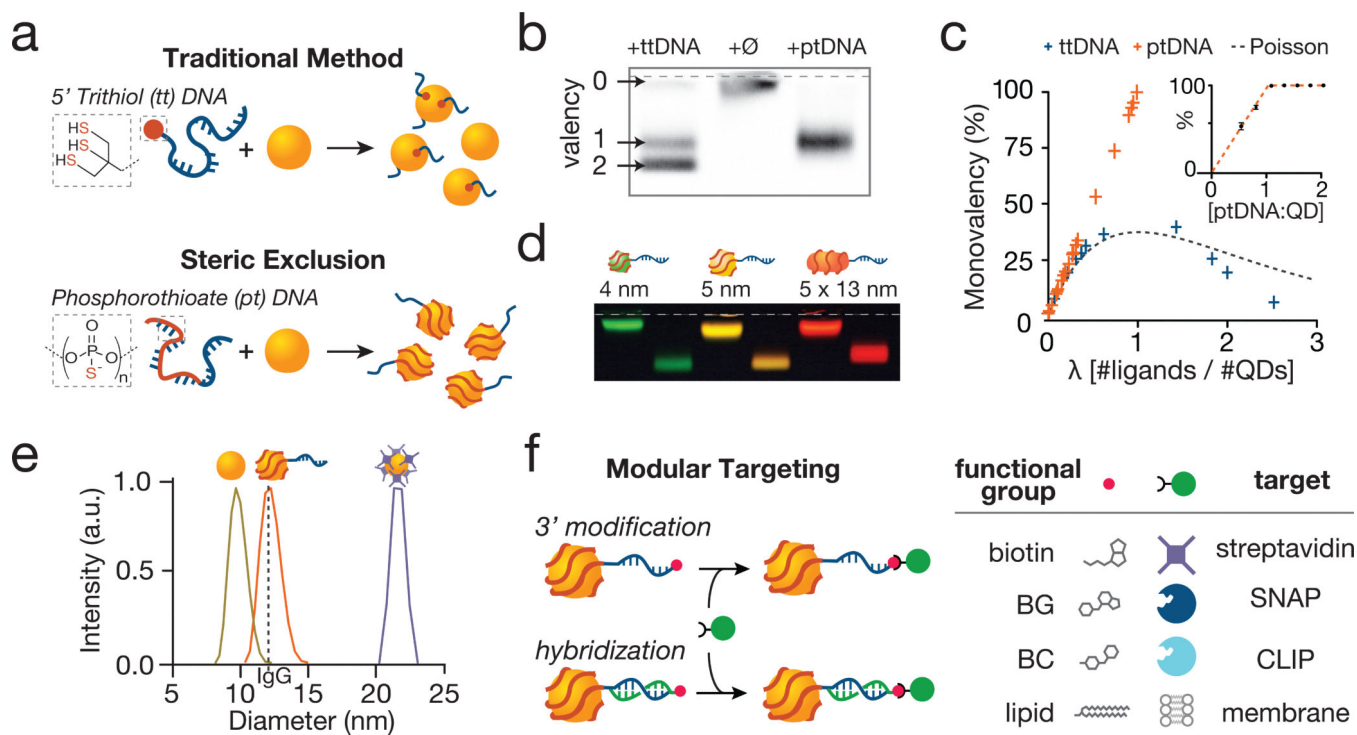 a
Traditional Method
5' Trithiol (tt) DNA
HS
HS
HS
+
Steric Exclusion
Phosphorothioate (pt) DNA
O
O P O
S-
n
+
b
+ttDNA +Ø +ptDNA
valency
0
1
2
c
+ ttDNA + ptDNA ---- Poisson
Monovalency (%)
100
75
50
25
0
0 1 2 3
λ [#ligands / #QDs]
%
100
0
0 1 2
[ptDNA:QD]
d
4 nm 5 nm 5 x 13 nm
e
Intensity (a.u.)
1.0
0.5
0.0
IgG
5 10 15 20 25
Diameter (nm)
f
Modular Targeting
3' modification
hybridization
functional group target
biotin streptavidin
BG SNAP
BC CLIP
lipid membrane